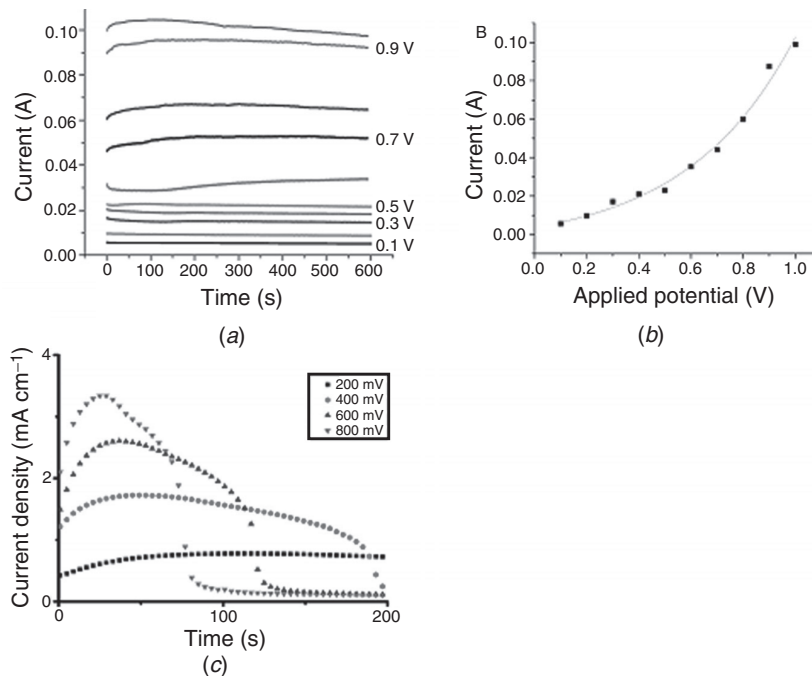 0.10
0.08
0.06
0.04
0.02
0.00
Current (A)
0.9 V
0.7 V
0.5 V
0.3 V
0.1 V
0 100 200 300 400 500 600
Time (s)
(a)
B
0.10
0.08
0.06
0.04
0.02
0.00
Current (A)
0.0 0.2 0.4 0.6 0.8 1.0
Applied potential (V)
(b)
4
2
0
Current density (mA cm⁻¹)
200 mV
400 mV
600 mV
800 mV
0 100 200
Time (s)
(c)